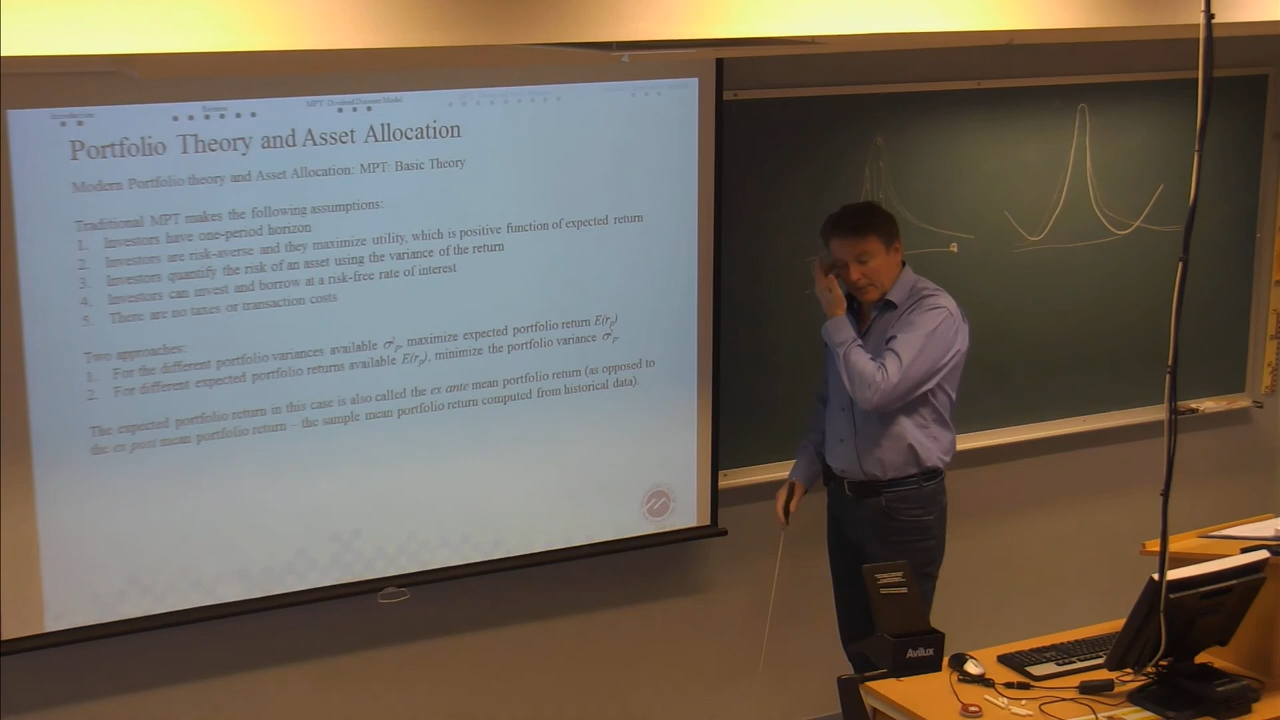 Introduction
Review
MPT: Dividend Discount Model
Portfolio Theory and Asset Allocation
Modern Portfolio theory and Asset Allocation: MPT: Basic Theory
Traditional MPT makes the following assumptions:
1. Investors have one-period horizon
2. Investors are risk-averse and they maximize utility, which is positive function of expected return
3. Investors quantify the risk of an asset using the variance of the return
4. Investors can invest and borrow at a risk-free rate of interest
5. There are no taxes or transaction costs
Two approaches:
1. For the different portfolio variances available σ²ₚ, maximize expected portfolio return E(rₚ)
2. For different expected portfolio returns available E(rₚ), minimize the portfolio variance σ²ₚ.
The expected portfolio return in this case is also called the ex ante mean portfolio return (as opposed to
the ex post mean portfolio return – the sample mean portfolio return computed from historical data).
Avilux